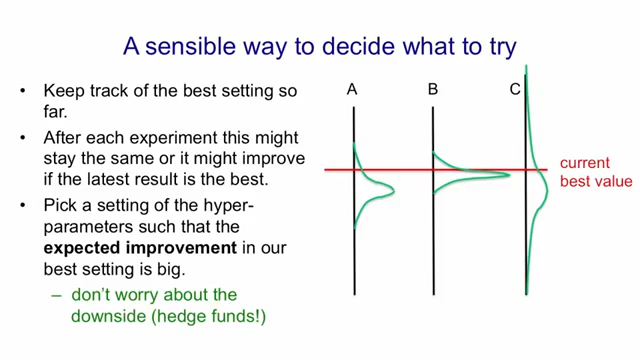 A sensible way to decide what to try
• Keep track of the best setting so
far.
• After each experiment this might
stay the same or it might improve
if the latest result is the best.
• Pick a setting of the hyper-
parameters such that the
expected improvement in our
best setting is big.
– don't worry about the
downside (hedge funds!)
A B C
current
best value